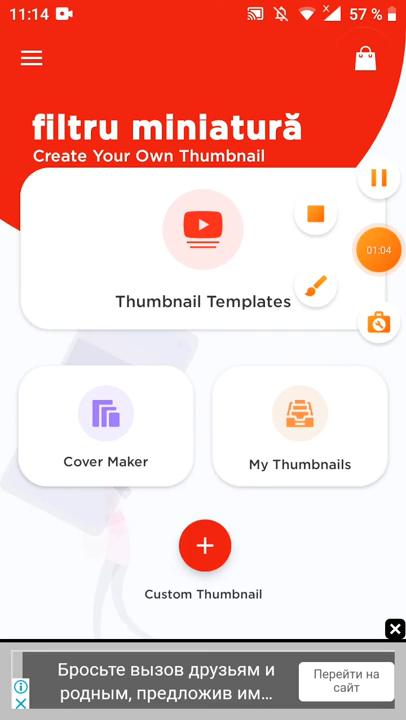 11:14
57 %
filtru miniatură
Create Your Own Thumbnail
01:04
Thumbnail Templates
Cover Maker
My Thumbnails
Custom Thumbnail
Бросьте вызов друзьям и
родным, предложив им...
Перейти на
сайт